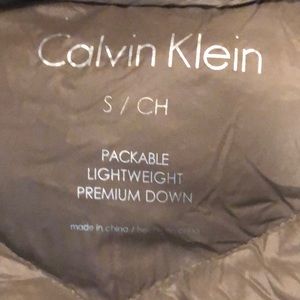 Calvin Klein
S / CH
PACKABLE
LIGHTWEIGHT
PREMIUM DOWN
made in china /